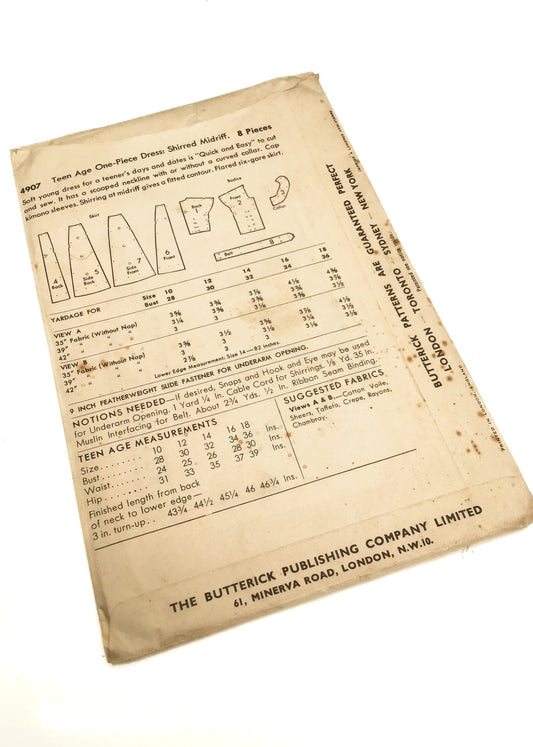 4907 Teen Age One-Piece Dress: Shirred Midriff. 8 Pieces
Soft young dress for a teener's days and dates is "Quick and Easy" to cut
and sew. It has a scooped neckline with or without a curved collar. Cap
kimono sleeves. Shirring at midriff gives a fitted contour. Flared six-gore skirt.
Skirt
Bodice
4
Back
5
Side
Back
7
Side
Front
6
Front
1
Back
2
Front
3
Collar
Belt 8
YARDAGE FOR Size 10 12 14 16 18
Bust 28 30 32 34 36
VIEW A
35" Fabric (Without Nap)
39" " " "
42" " " "
VIEW B
35" Fabric (Without Nap)
39" " " "
42" " " "
Lower Edge Measurement: Size 14—82 inches.
9 INCH FEATHERWEIGHT SLIDE FASTENER FOR UNDERARM OPENING.
NOTIONS NEEDED—If desired, Snaps and Hook and Eye may be used
for Underarm Opening. 1 Yard ¼ In. Cable Cord for Shirrings. ⅛ Yd. 35 In.
Muslin Interfacing for Belt. About 2¾ Yds. ½ In. Ribbon Seam Binding.
TEEN AGE MEASUREMENTS
Size........ 10 12 14 16 18
Bust........ 28 30 32 34 36 Ins.
Waist....... 24 25 26 28 30 Ins.
Hip......... 31 33 35 37 39 Ins.
Finished length from back
of neck to lower edge—
3 in. turn-up.. 43¾ 44½ 45¼ 46 46¾ Ins.
SUGGESTED FABRICS
Views A & B.—Cotton Voile,
Sheers, Taffeta, Crepe, Rayons,
Chambray.
THE BUTTERICK PUBLISHING COMPANY LIMITED
61, MINERVA ROAD, LONDON, N.W.10.
BUTTERICK PATTERNS ARE GUARANTEED PERFECT
LONDON — TORONTO — SYDNEY — NEW YORK